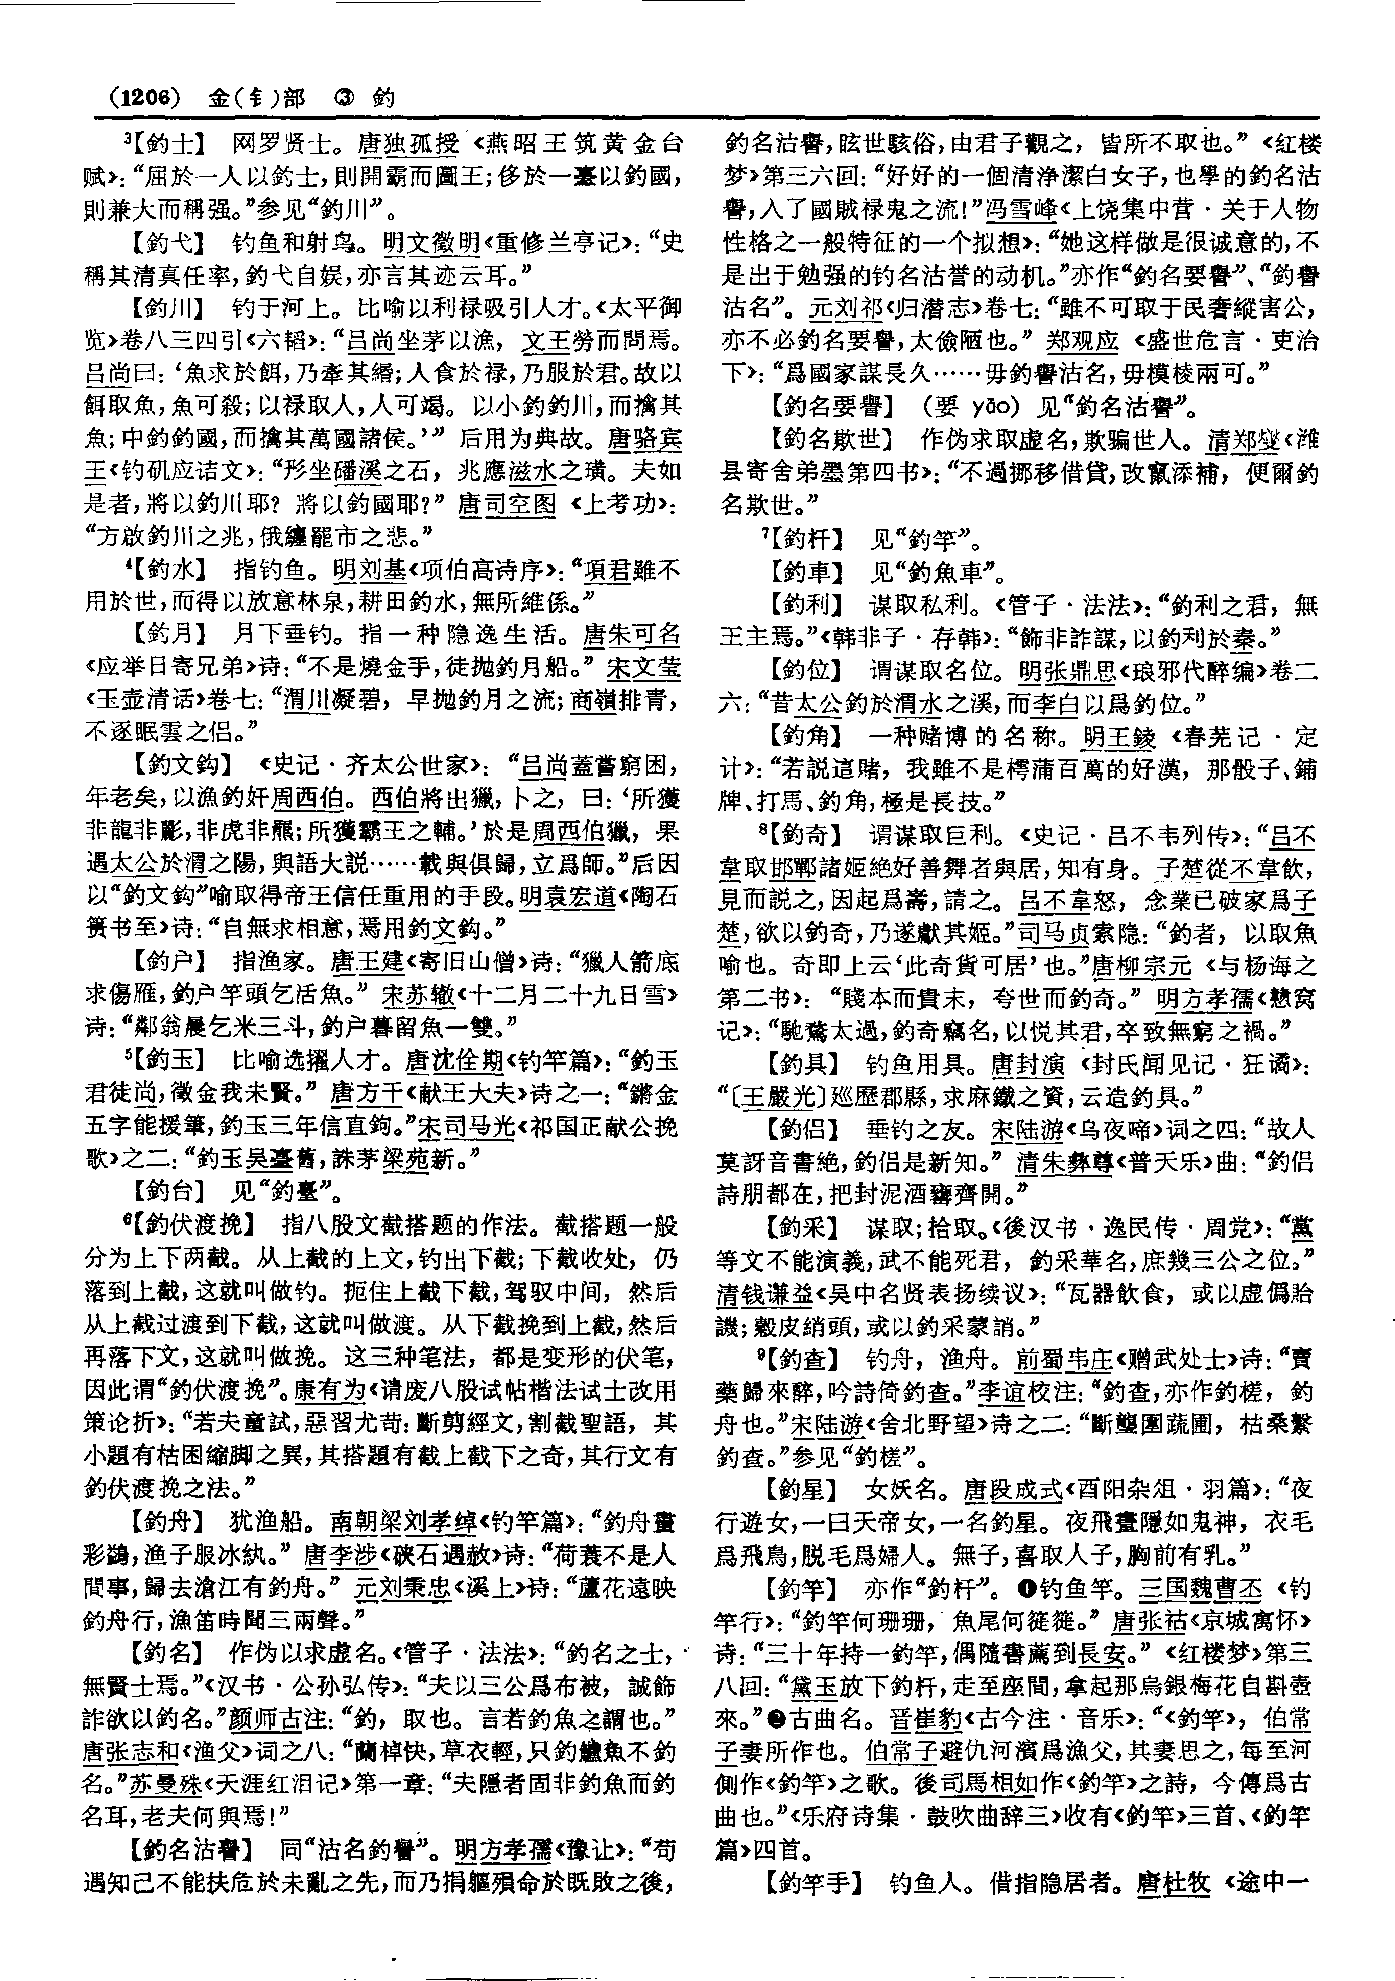 (1206) 金(钅)部 ③ 釣
³【釣士】 网罗贤士。唐独孤授《燕昭王筑黄金台
赋》：“屈於一人以釣士，則開霸而圖王；侈於一臺以釣國，
則兼大而稱强。”参见“釣川”。
【釣弋】 钓鱼和射鸟。明文徵明《重修兰亭记》：“史
稱其清真任率，釣弋自娱，亦言其迹云耳。”
【釣川】 钓于河上。比喻以利禄吸引人才。《太平御
览》卷八三四引《六韬》：“吕尚坐茅以漁，文王勞而問焉。
吕尚曰：‘魚求於餌，乃牽其緡；人食於禄，乃服於君。故以
餌取魚，魚可殺；以禄取人，人可竭。以小釣釣川，而擒其
魚；中釣釣國，而擒其萬國諸侯。’”后用为典故。唐骆宾
王《钓矶应诘文》：“形坐磻溪之石，兆應滋水之璜。夫如
是者，將以釣川耶？將以釣國耶？”唐司空图《上考功》：
“方啟釣川之兆，俄纏罷市之悲。”
⁴【釣水】 指钓鱼。明刘基《项伯高诗序》：“項君雖不
用於世，而得以放意林泉，耕田釣水，無所維係。”
【釣月】 月下垂钓。指一种隐逸生活。唐朱可名
《应举日寄兄弟》诗：“不是燒金手，徒抛釣月船。”宋文莹
《玉壶清话》卷七：“渭川凝碧，早抛釣月之流；商嶺排青，
不逐眠雲之侣。”
【釣文鈎】 《史记·齐太公世家》：“吕尚蓋嘗窮困，
年老矣，以漁釣奸周西伯。西伯將出獵，卜之，曰：‘所獲
非龍非彲，非虎非羆；所獲霸王之輔。’於是周西伯獵，果
遇太公於渭之陽，與語大説……載與俱歸，立爲師。”后因
以“釣文鈎”喻取得帝王信任重用的手段。明袁宏道《陶石
篑书至》诗：“自無求相意，焉用釣文鈎。”
【釣户】 指渔家。唐王建《寄旧山僧》诗：“獵人箭底
求傷雁，釣户竿頭乞活魚。”宋苏辙《十二月二十九日雪》
诗：“鄰翁晨乞米三斗，釣户暮留魚一雙。”
⁵【釣玉】 比喻选擢人才。唐沈佺期《钓竿篇》：“釣玉
君徒尚，徵金我未賢。”唐方干《献王大夫》诗之一：“鏘金
五字能援筆，釣玉三年信直鉤。”宋司马光《祁国正献公挽
歌》之二：“釣玉吴臺舊，誅茅梁苑新。”
【釣台】 见“釣臺”。
⁶【釣伏渡挽】 指八股文截搭题的作法。截搭题一般
分为上下两截。从上截的上文，钓出下截；下截收处，仍
落到上截，这就叫做钓。扼住上截下截，驾驭中间，然后
从上截过渡到下截，这就叫做渡。从下截挽到上截，然后
再落下文，这就叫做挽。这三种笔法，都是变形的伏笔，
因此谓“釣伏渡挽”。康有为《请废八股试帖楷法试士改用
策论折》：“若夫童試，惡習尤苛：斷剪經文，割截聖語，其
小題有枯困縮脚之異，其搭題有截上截下之奇，其行文有
釣伏渡挽之法。”
【釣舟】 犹渔船。南朝梁刘孝绰《钓竿篇》：“釣舟畫
彩鷁，渔子服冰紈。”唐李涉《硖石遇赦》诗：“荷蓑不是人
間事，歸去滄江有釣舟。”元刘秉忠《溪上》诗：“蘆花遠映
釣舟行，漁笛時聞三兩聲。”
【釣名】 作伪以求虚名。《管子·法法》：“釣名之士，
無賢士焉。”《汉书·公孙弘传》：“夫以三公爲布被，誠飾
詐欲以釣名。”颜师古注：“釣，取也。言若釣魚之謂也。”
唐张志和《渔父》词之八：“蘭棹快，草衣輕，只釣鱸魚不釣
名。”苏曼殊《天涯红泪记》第一章：“夫隱者固非釣魚而釣
名耳，老夫何與焉！”
【釣名沽譽】 同“沽名釣譽”。明方孝孺《豫让》：“苟
遇知己不能扶危於未亂之先，而乃捐軀殞命於既敗之後，
釣名沽譽，眩世駭俗，由君子觀之，皆所不取也。”《红楼
梦》第三六回：“好好的一個清净潔白女子，也學的釣名沽
譽，入了國賊禄鬼之流！”冯雪峰《上饶集中营·关于人物
性格之一般特征的一个拟想》：“她这样做是很诚意的，不
是出于勉强的钓名沽誉的动机。”亦作“釣名要譽”、“釣譽
沽名”。元刘祁《归潜志》卷七：“雖不可取于民奢縱害公，
亦不必釣名要譽，太儉陋也。”郑观应《盛世危言·吏治
下》：“爲國家謀長久……毋釣譽沽名，毋模棱兩可。”
【釣名要譽】 （要 yāo）见“釣名沽譽”。
【釣名欺世】 作伪求取虚名，欺骗世人。清郑燮《潍
县寄舍弟墨第四书》：“不過挪移借貸，改竄添補，便爾釣
名欺世。”
⁷【釣杆】 见“釣竿”。
【釣車】 见“釣魚車”。
【釣利】 谋取私利。《管子·法法》：“釣利之君，無
王主焉。”《韩非子·存韩》：“飾非詐謀，以釣利於秦。”
【釣位】 谓谋取名位。明张鼎思《琅邪代醉编》卷二
六：“昔太公釣於渭水之溪，而李白以爲釣位。”
【釣角】 一种赌博的名称。明王錂《春芜记·定
计》：“若説這賭，我雖不是樗蒲百萬的好漢，那骰子、鋪
牌、打馬、釣角，極是長技。”
⁸【釣奇】 谓谋取巨利。《史记·吕不韦列传》：“吕不
韋取邯鄲諸姬絶好善舞者與居，知有身。子楚從不韋飲，
見而説之，因起爲壽，請之。吕不韋怒，念業已破家爲子
楚，欲以釣奇，乃遂獻其姬。”司马贞索隐：“釣者，以取魚
喻也。奇即上云‘此奇貨可居’也。”唐柳宗元《与杨诲之
第二书》：“賤本而貴末，夸世而釣奇。”明方孝孺《戆窝
记》：“馳騖太過，釣奇竊名，以悦其君，卒致無窮之禍。”
【釣具】 钓鱼用具。唐封演《封氏闻见记·狂谲》：
“〔王嚴光〕廵歷郡縣，求麻鐵之資，云造釣具。”
【釣侣】 垂钓之友。宋陆游《乌夜啼》词之四：“故人
莫訝音書絶，釣侣是新知。”清朱彝尊《普天乐》曲：“釣侣
詩朋都在，把封泥酒甕齊開。”
【釣采】 谋取；拾取。《後汉书·逸民传·周党》：“黨
等文不能演義，武不能死君，釣采華名，庶幾三公之位。”
清钱谦益《吴中名贤表扬续议》：“瓦器飲食，或以虚僞貽
譏；縠皮綃頭，或以釣采蒙誚。”
⁹【釣查】 钓舟，渔舟。前蜀韦庄《赠武处士》诗：“賣
藥歸來醉，吟詩倚釣查。”李谊校注：“釣查，亦作釣槎，釣
舟也。”宋陆游《舍北野望》诗之二：“斷壟圍蔬圃，枯桑繫
釣查。”参见“釣槎”。
【釣星】 女妖名。唐段成式《酉阳杂俎·羽篇》：“夜
行遊女，一曰天帝女，一名釣星。夜飛晝隱如鬼神，衣毛
爲飛鳥，脱毛爲婦人。無子，喜取人子，胸前有乳。”
【釣竿】 亦作“釣杆”。❶钓鱼竿。三国魏曹丕《钓
竿行》：“釣竿何珊珊，魚尾何簁簁。”唐张祜《京城寓怀》
诗：“三十年持一釣竿，偶隨書薦到長安。”《红楼梦》第三
八回：“黛玉放下釣杆，走至座間，拿起那烏銀梅花自斟壺
來。”❷古曲名。晋崔豹《古今注·音乐》：“《釣竿》，伯常
子妻所作也。伯常子避仇河濱爲漁父，其妻思之，每至河
側作《釣竿》之歌。後司馬相如作《釣竿》之詩，今傳爲古
曲也。”《乐府诗集·鼓吹曲辞三》收有《釣竿》三首、《釣竿
篇》四首。
【釣竿手】 钓鱼人。借指隐居者。唐杜牧《途中一